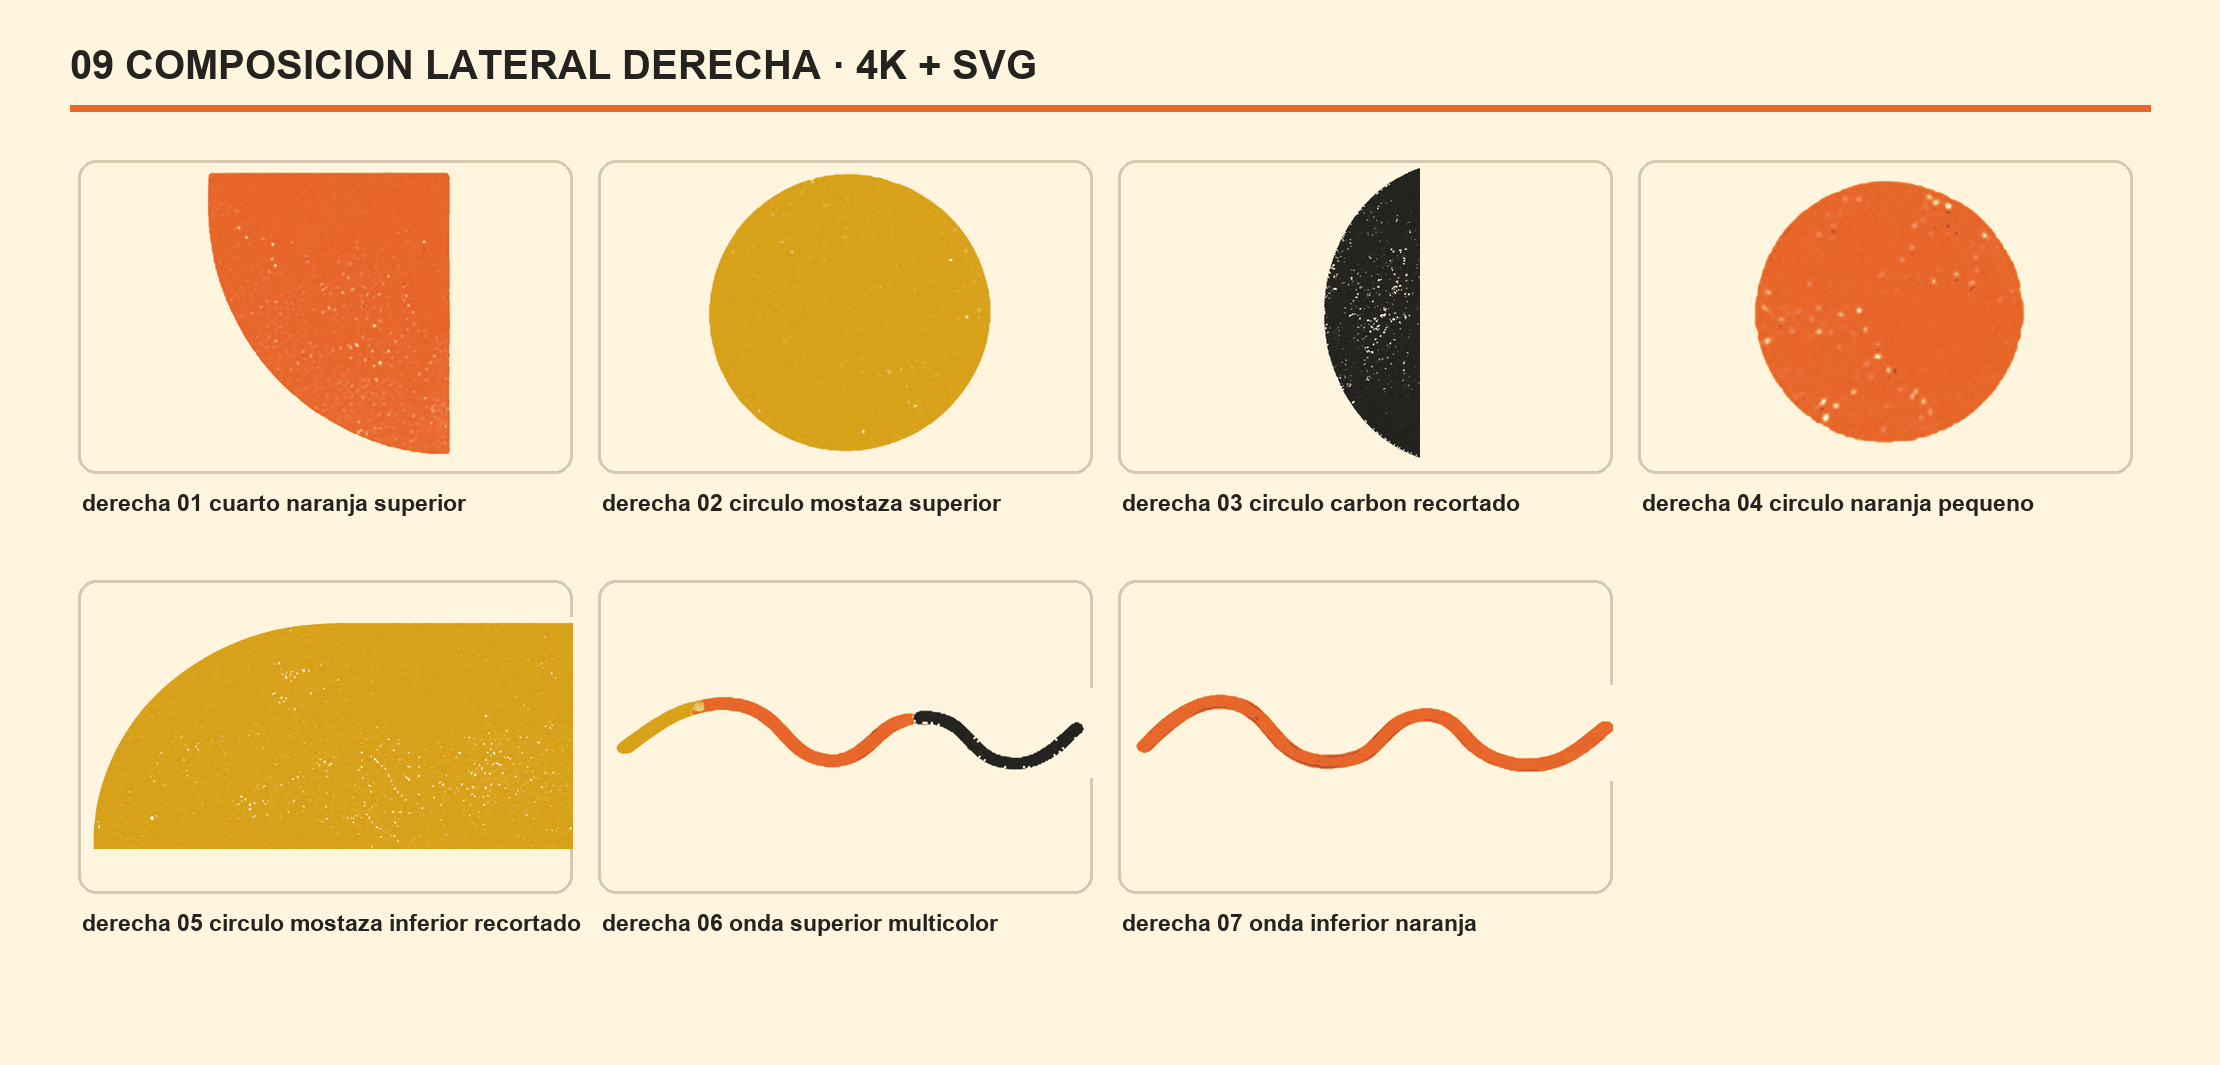 09 COMPOSICION LATERAL DERECHA · 4K + SVG
derecha 01 cuarto naranja superior
derecha 02 circulo mostaza superior
derecha 03 circulo carbon recortado
derecha 04 circulo naranja pequeno
derecha 05 circulo mostaza inferior recortado
derecha 06 onda superior multicolor
derecha 07 onda inferior naranja